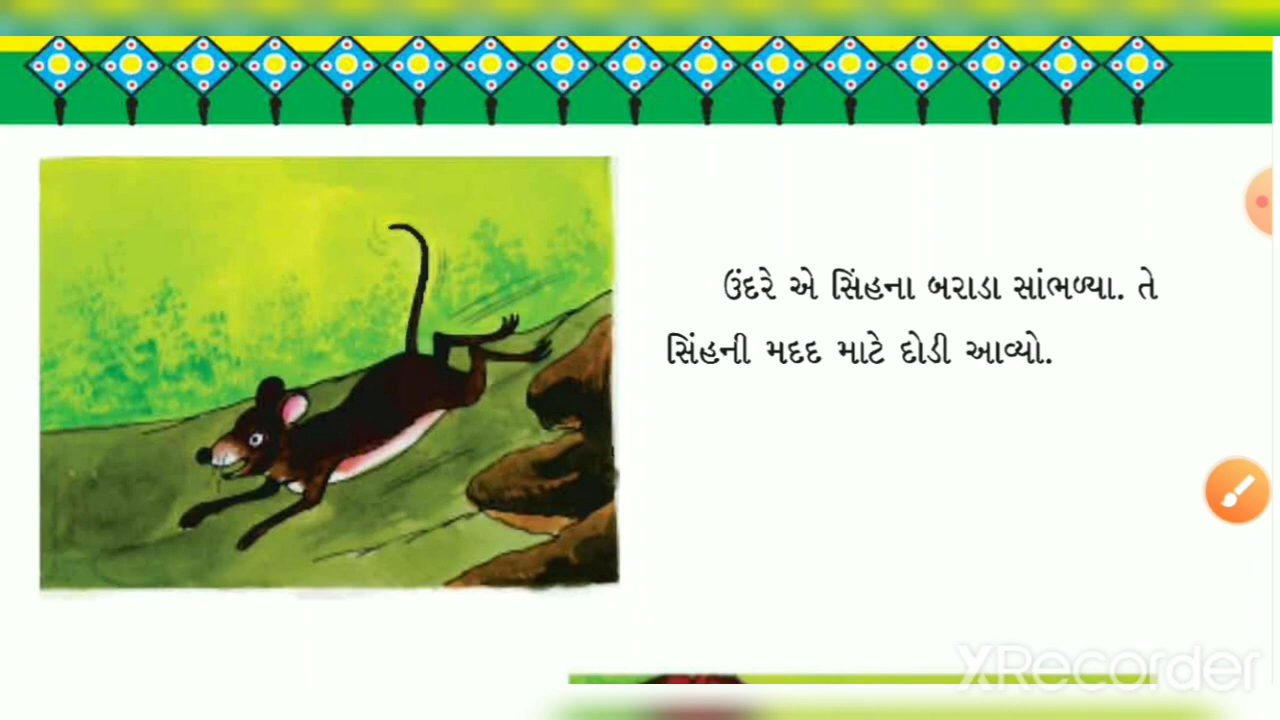 ઉંદરે એ સિંહના બરાડા સાંભળ્યા. તે
સિંહની મદદ માટે દોડી આવ્યો.
XRecorder